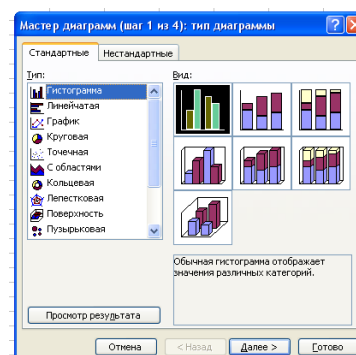 Мастер диаграмм (шаг 1 из 4): тип диаграммы
Стандартные Нестандартные
Тип: Вид:
Гистограмма
Линейчатая
График
Круговая
Точечная
С областями
Кольцевая
Лепестковая
Поверхность
Пузырьковая
Обычная гистограмма отображает
значения различных категорий.
Просмотр результата
Отмена < Назад Далее > Готово